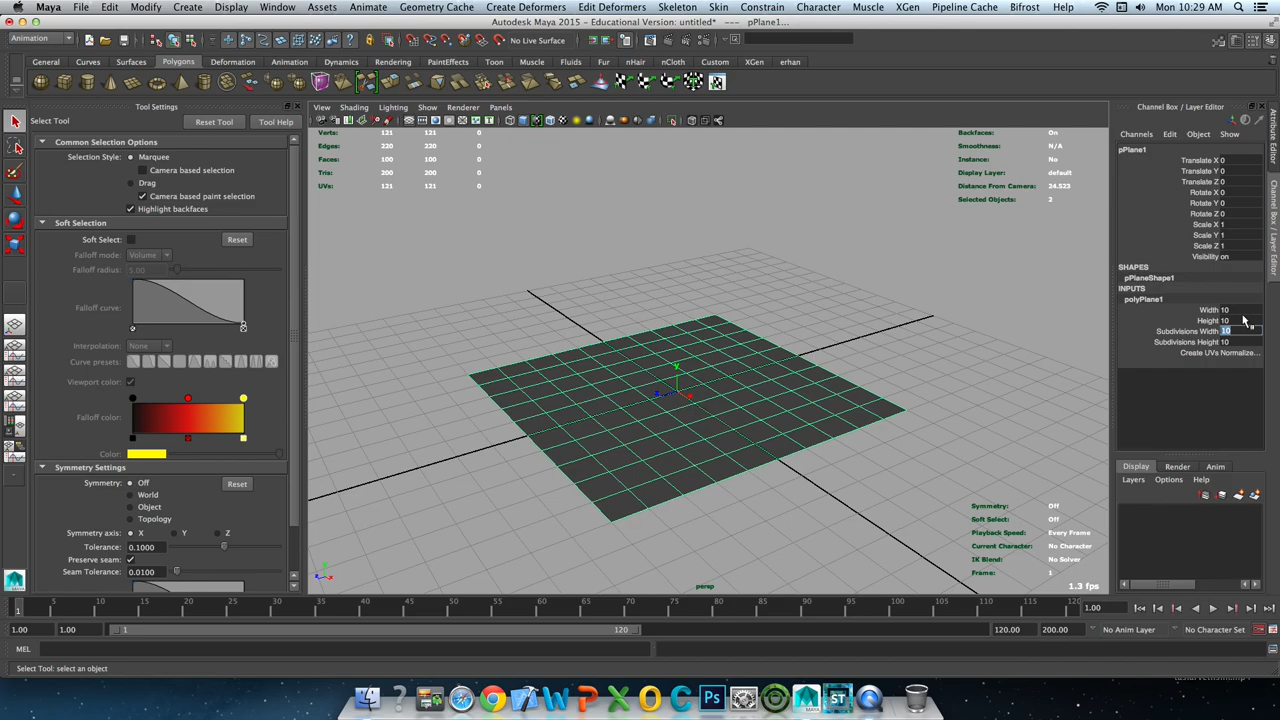 Maya File Edit Modify Create Display Window Assets Animate Geometry Cache Create Deformers Edit Deformers Skeleton Skin Constrain Character Muscle XGen Pipeline Cache Bifrost Mon 10:29 AM
Autodesk Maya 2015 - Educational Version: untitled* --- pPlane1...
Animation No Live Surface
General Curves Surfaces Polygons Deformation Animation Dynamics Rendering PaintEffects Toon Muscle Fluids Fur nHair nCloth Custom XGen erhan
Tool Settings
Select Tool Reset Tool Tool Help
Common Selection Options
Selection Style: Marquee
Camera based selection
Drag
Camera based paint selection
Highlight backfaces
Soft Selection
Soft Select: Reset
Falloff mode: Volume
Falloff radius: 5.00
Falloff curve:
Interpolation: None
Curve presets:
Viewport color:
Falloff color:
Color:
Symmetry Settings
Symmetry: Off Reset
World
Object
Topology
Symmetry axis: X Y Z
Tolerance: 0.1000
Preserve seam:
Seam Tolerance: 0.0100
View Shading Lighting Show Renderer Panels
Verts: 121 121 0
Edges: 220 220 0
Faces: 100 100 0
Tris: 200 200 0
UVs: 121 121 0
Backfaces: On
Smoothness: N/A
Instance: No
Display Layer: default
Distance From Camera: 24.523
Selected Objects: 2
Symmetry: Off
Soft Select: Off
Playback Speed: Every Frame
Current Character: No Character
IK Blend: No Solver
Frame: 1
1.3 fps
persp
Channel Box / Layer Editor
Channels Edit Object Show
pPlane1
Translate X 0
Translate Y 0
Translate Z 0
Rotate X 0
Rotate Y 0
Rotate Z 0
Scale X 1
Scale Y 1
Scale Z 1
Visibility on
SHAPES
pPlaneShape1
INPUTS
polyPlane1
Width 10
Height 10
Subdivisions Width 10
Subdivisions Height 10
Create UVs Normalize...
Attribute Editor
Channel Box / Layer Editor
Display Render Anim
Layers Options Help
1 5 10 15 20 25 30 35 40 45 50 55 60 65 70 75 80 85 90 95 100 105 110 115 120 1.00
1.00 1.00 1 120 120.00 200.00 No Anim Layer No Character Set
MEL
Select Tool: select an object